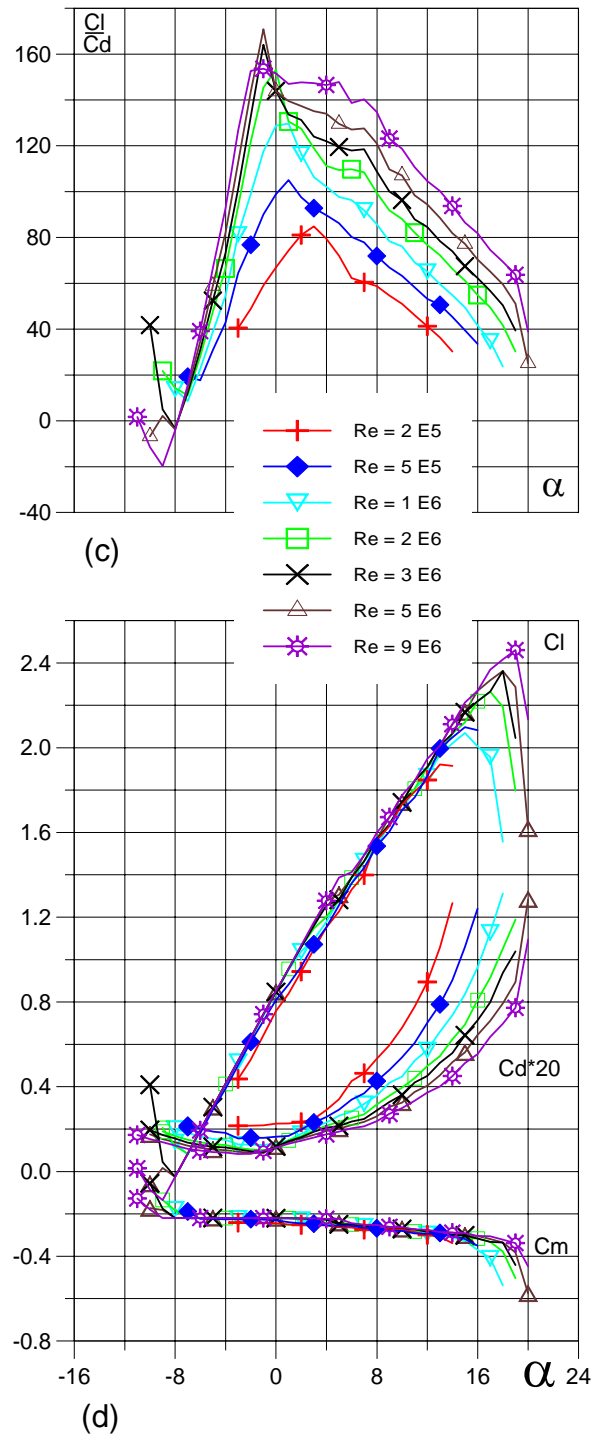 Cl
Cd
160
120
80
40
0
-40
α
(c)
Re = 2 E5
Re = 5 E5
Re = 1 E6
Re = 2 E6
Re = 3 E6
Re = 5 E6
Re = 9 E6
Cl
2.4
2.0
1.6
1.2
0.8
Cd*20
0.4
0.0
Cm
-0.4
-0.8
-16 -8 0 8 16 24
α
(d)